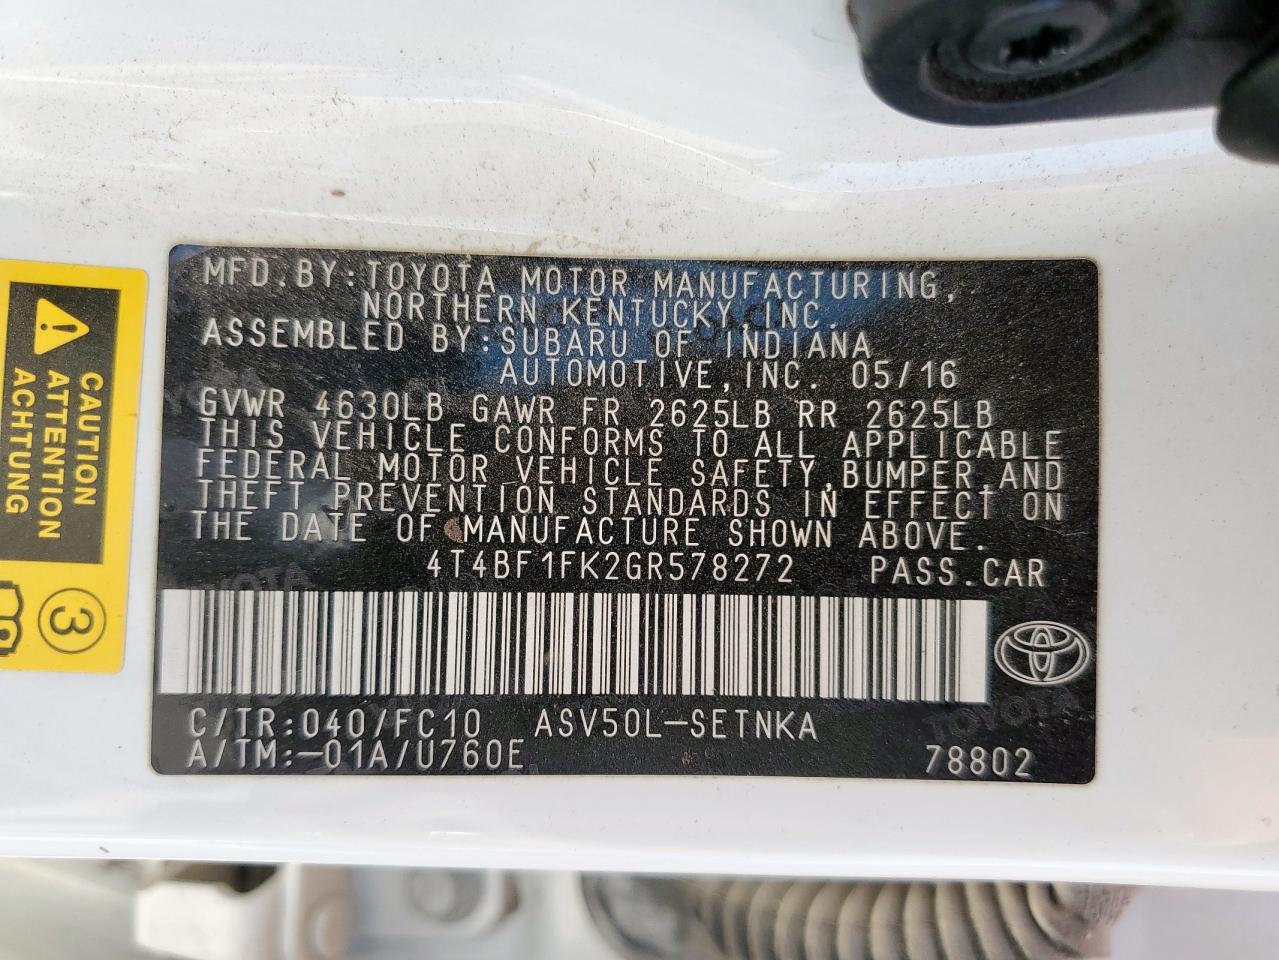 MFD.BY:TOYOTA MOTOR MANUFACTURING,
NORTHERN KENTUCKY,INC.
ASSEMBLED BY:SUBARU OF INDIANA
AUTOMOTIVE,INC. 05/16
GVWR 4630LB GAWR FR 2625LB RR 2625LB
THIS VEHICLE CONFORMS TO ALL APPLICABLE
FEDERAL MOTOR VEHICLE SAFETY,BUMPER,AND
THEFT PREVENTION STANDARDS IN EFFECT ON
THE DATE OF MANUFACTURE SHOWN ABOVE.
4T4BF1FK2GR578272 PASS.CAR
C/TR:040/FC10 ASV50L-SETNKA
A/TM:-01A/U760E 78802
TOYOTA
TOYOTA
CAUTION
ATTENTION
ACHTUNG
3